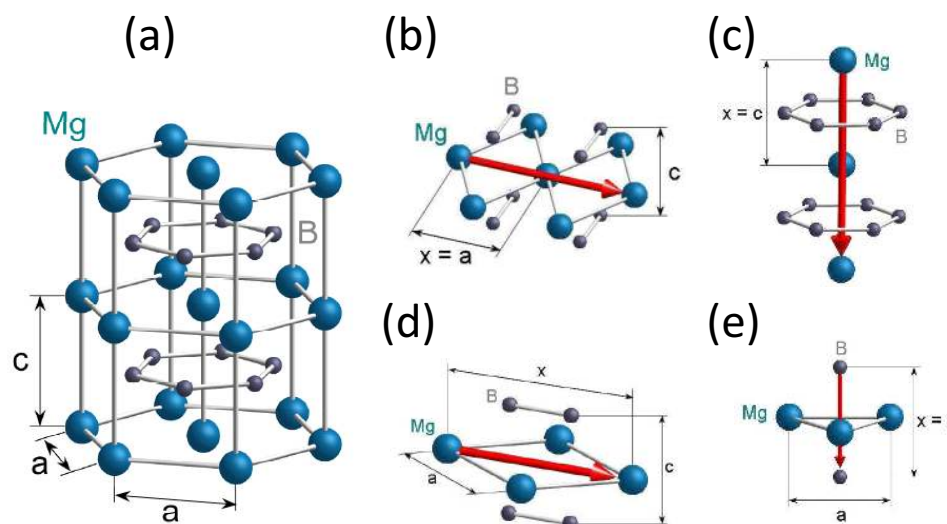 (a)
Mg
B
c
a
a
(b)
B
Mg
c
x = a
(c)
Mg
x = c
B
(d)
x
B
Mg
a
c
(e)
B
Mg
x =
a